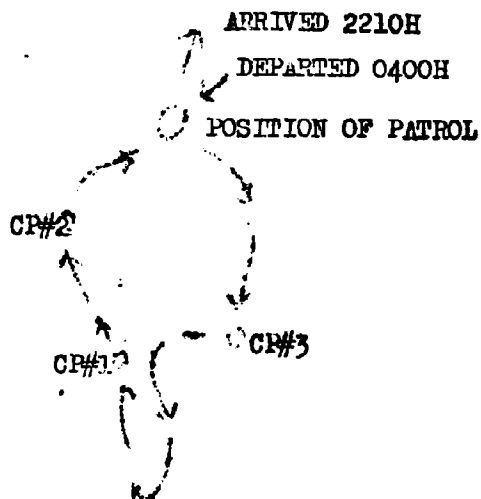 ARRIVED 2210H
DEPARTED 0400H
POSITION OF PATROL
CP#2
CP#3
CP#1